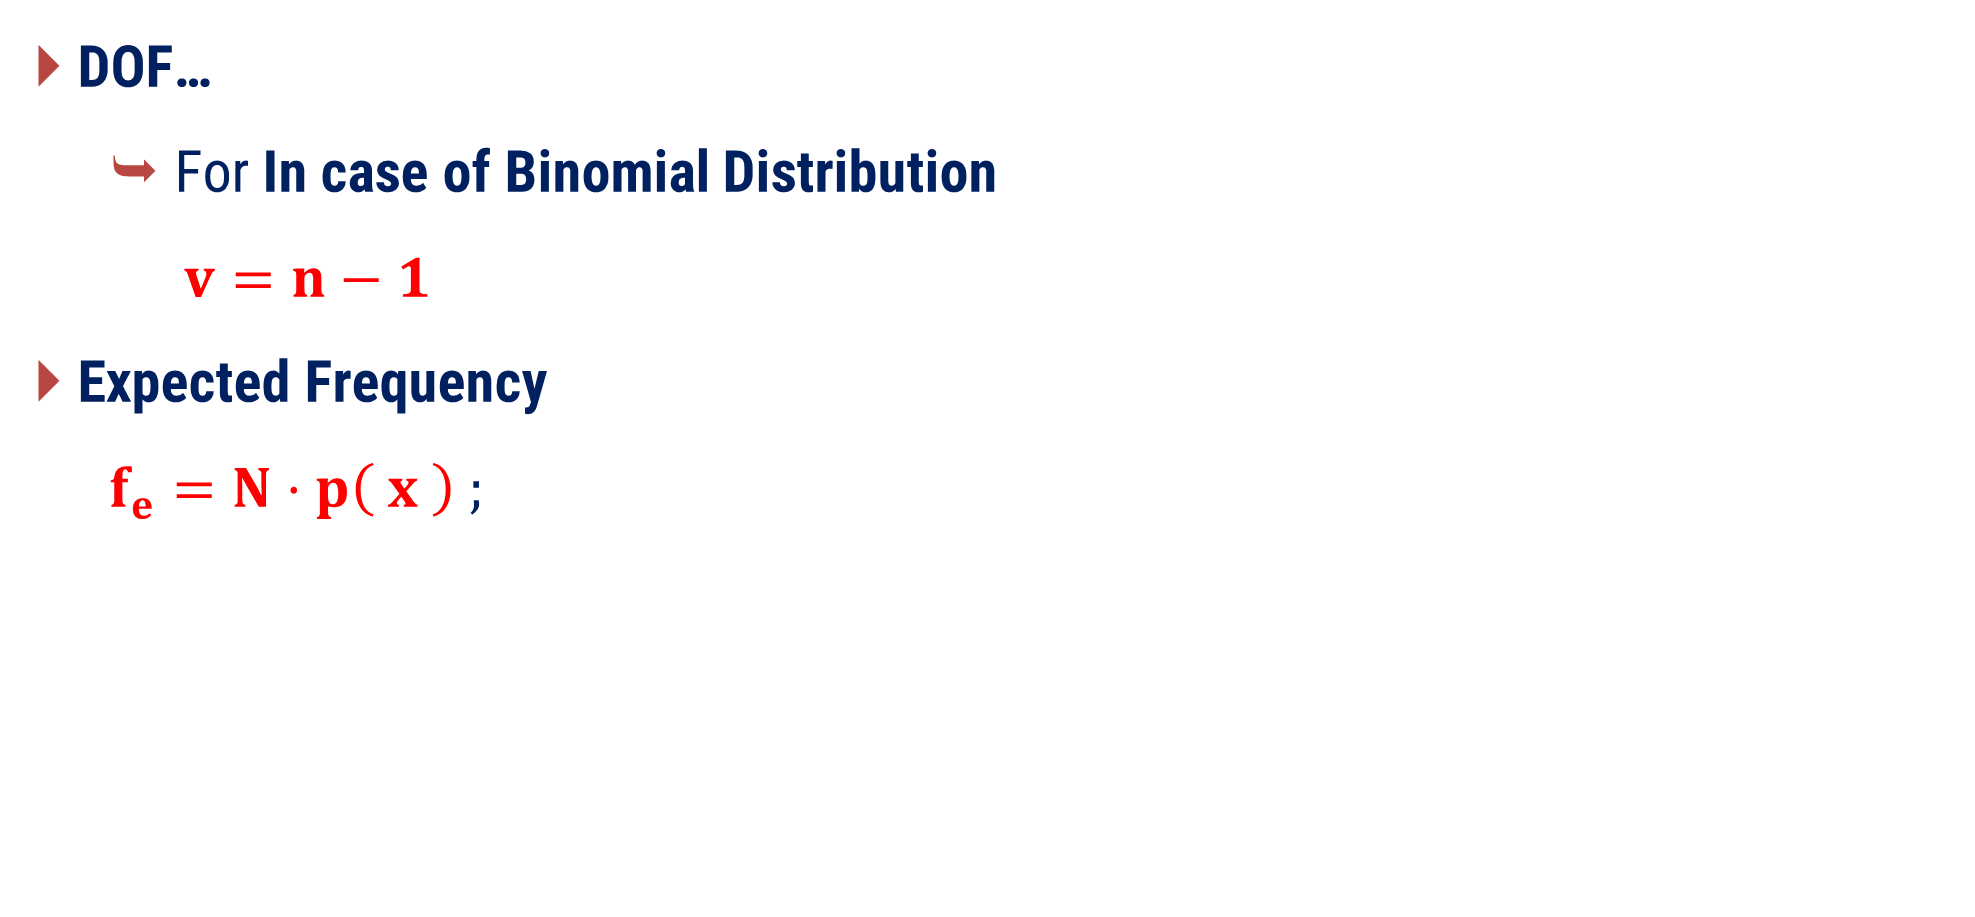 DOF…
For In case of Binomial Distribution
v = n − 1
Expected Frequency
fₑ = N · p( x ) ;